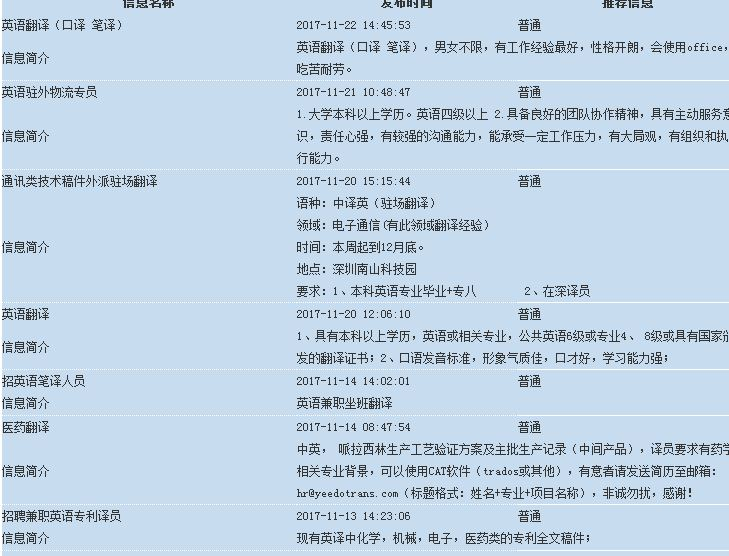 信息名称 发布时间 推荐信息
英语翻译（口译 笔译） 2017-11-22 14:45:53 普通
信息简介 英语翻译（口译 笔译），男女不限，有工作经验最好，性格开朗，会使用office，
吃苦耐劳。
英语驻外物流专员 2017-11-21 10:48:47 普通
信息简介 1.大学本科以上学历。英语四级以上 2.具备良好的团队协作精神，具有主动服务意
识，责任心强，有较强的沟通能力，能承受一定工作压力，有大局观，有组织和执
行能力。
通讯类技术稿件外派驻场翻译 2017-11-20 15:15:44 普通
信息简介 语种：中译英（驻场翻译）
领域：电子通信(有此领域翻译经验）
时间：本周起到12月底。
地点：深圳南山科技园
要求：1、本科英语专业毕业+专八 2、在深译员
英语翻译 2017-11-20 12:06:10 普通
信息简介 1、具有本科以上学历，英语或相关专业，公共英语6级或专业4、 8级或具有国家颁
发的翻译证书；2、口语发音标准，形象气质佳，口才好，学习能力强；
招英语笔译人员 2017-11-14 14:02:01 普通
信息简介 英语兼职坐班翻译
医药翻译 2017-11-14 08:47:54 普通
信息简介 中英， 哌拉西林生产工艺验证方案及主批生产记录（中间产品），译员要求有药学
相关专业背景，可以使用CAT软件（trados或其他），有意者请发送简历至邮箱：
hr@yeedotrans.com（标题格式：姓名+专业+项目名称），非诚勿扰，感谢！
招聘兼职英语专利译员 2017-11-13 14:23:06 普通
信息简介 现有英译中化学，机械，电子，医药类的专利全文稿件；